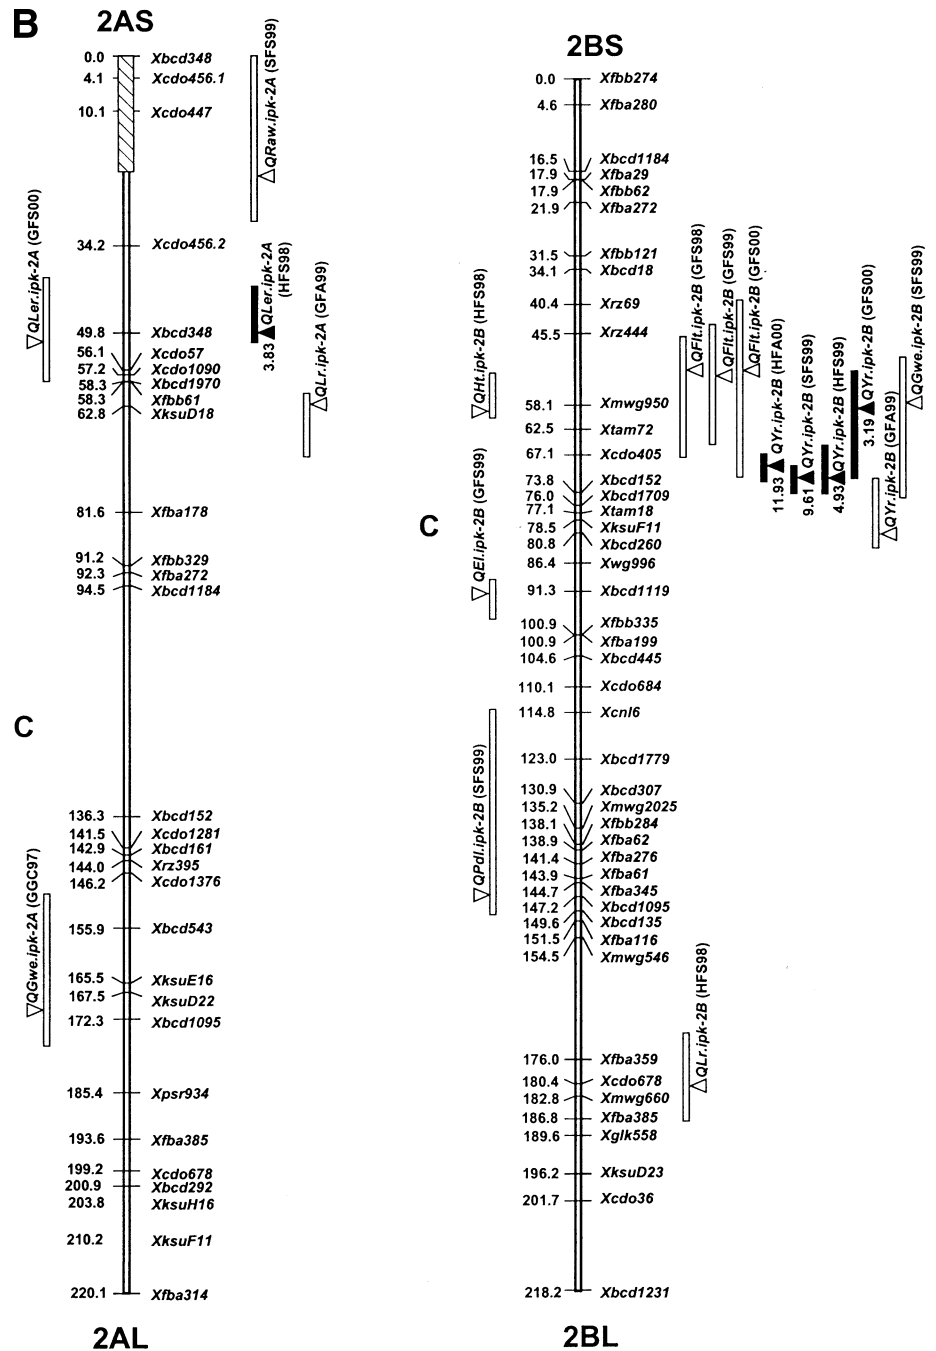 B
2AS
0.0 Xbcd348
4.1 Xcdo456.1
10.1 Xcdo447
34.2 Xcdo456.2
49.8 Xbcd348
56.1 Xcdo57
57.2 Xcdo1090
58.3 Xbcd1970
58.3 Xfbb61
62.8 XksuD18
81.6 Xfba178
91.2 Xfbb329
92.3 Xfba272
94.5 Xbcd1184
C
136.3 Xbcd152
141.5 Xcdo1281
142.9 Xbcd161
144.0 Xrz395
146.2 Xcdo1376
155.9 Xbcd543
165.5 XksuE16
167.5 XksuD22
172.3 Xbcd1095
185.4 Xpsr934
193.6 Xfba385
199.2 Xcdo678
200.9 Xbcd292
203.8 XksuH16
210.2 XksuF11
220.1 Xfba314
2AL
QLer.ipk-2A (GFS00)
QGwe.ipk-2A (GGC97)
QRaw.ipk-2A (SFS99)
3.83 QLer.ipk-2A
(HFS98)
QLr.ipk-2A (GFA99)
2BS
0.0 Xfbb274
4.6 Xfba280
16.5 Xbcd1184
17.9 Xfba29
17.9 Xfbb62
21.9 Xfba272
31.5 Xfbb121
34.1 Xbcd18
40.4 Xrz69
45.5 Xrz444
58.1 Xmwg950
62.5 Xtam72
67.1 Xcdo405
73.8 Xbcd152
76.0 Xbcd1709
77.1 Xtam18
78.5 XksuF11
80.8 Xbcd260
86.4 Xwg996
91.3 Xbcd1119
100.9 Xfbb335
100.9 Xfba199
104.6 Xbcd445
110.1 Xcdo684
114.8 Xcnl6
123.0 Xbcd1779
130.9 Xbcd307
135.2 Xmwg2025
138.1 Xfbb284
138.9 Xfba62
141.4 Xfba276
143.9 Xfba61
144.7 Xfba345
147.2 Xbcd1095
149.6 Xbcd135
151.5 Xfba116
154.5 Xmwg546
176.0 Xfba359
180.4 Xcdo678
182.8 Xmwg660
186.8 Xfba385
189.6 Xglk558
196.2 XksuD23
201.7 Xcdo36
218.2 Xbcd1231
2BL
C
QHt.ipk-2B (HFS98)
QEl.ipk-2B (GFS99)
QPdl.ipk-2B (SFS99)
QFlt.ipk-2B (GFS98)
QFlt.ipk-2B (GFS99)
QFlt.ipk-2B (GFS00)
11.93 QYr.ipk-2B (HFA00)
9.61 QYr.ipk-2B (SFS99)
4.93 QYr.ipk-2B (HFS99)
3.19 QYr.ipk-2B (GFS00)
QYr.ipk-2B (GFA99)
QGwe.ipk-2B (SFS99)
QLr.ipk-2B (HFS98)